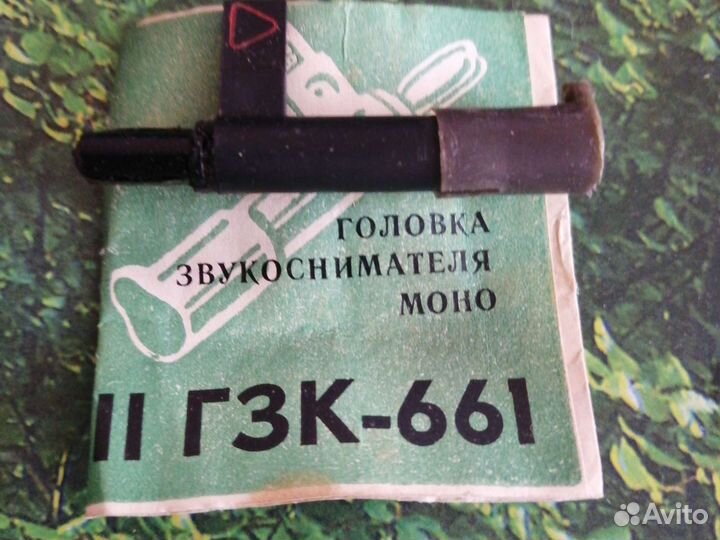 ГОЛОВКА
ЗВУКОСНИМАТЕЛЯ
МОНО
II ГЗК-661
Avito